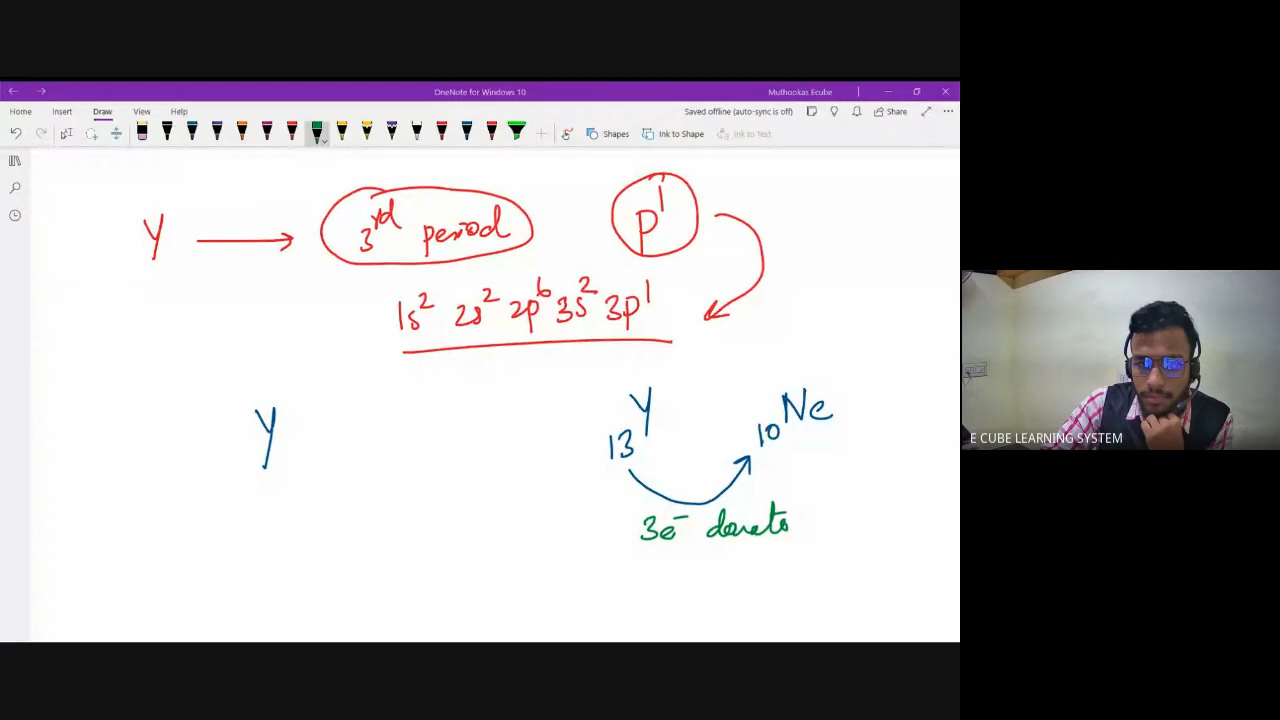 OneNote for Windows 10
Muthookas Ecube
Home Insert Draw View Help
Saved offline (auto-sync is off)
Share
Shapes
Ink to Shape
Ink to Text
Y → 3rd period p¹
1s² 2s² 2p⁶ 3s² 3p¹
Y
₁₃Y ₁₀Ne
3e⁻ donate
E CUBE LEARNING SYSTEM